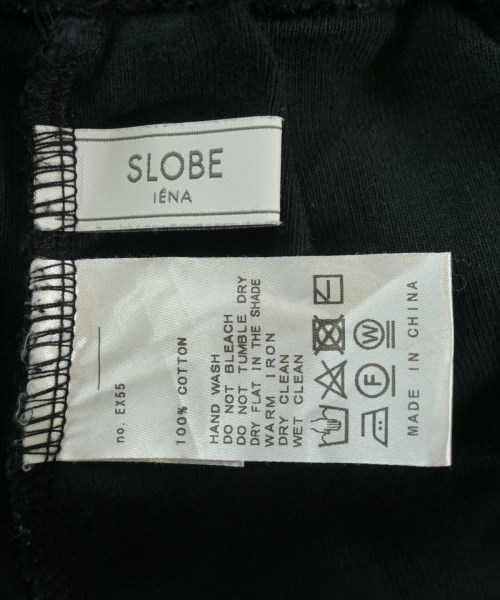 SLOBE
IÉNA
no. EX55
100% COTTON
HAND WASH
DO NOT BLEACH
DO NOT TUMBLE DRY
DRY FLAT IN THE SHADE
WARM IRON
DRY CLEAN
WET CLEAN
F W
MADE IN CHINA